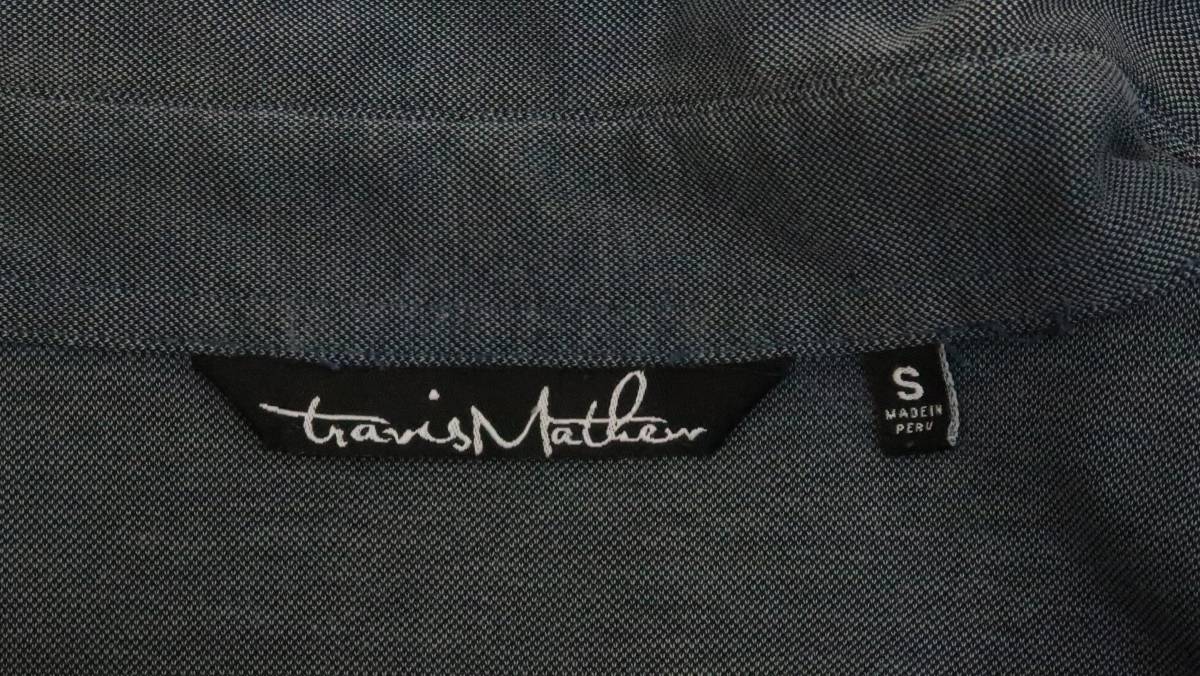 travisMathew
S
MADE IN
PERU